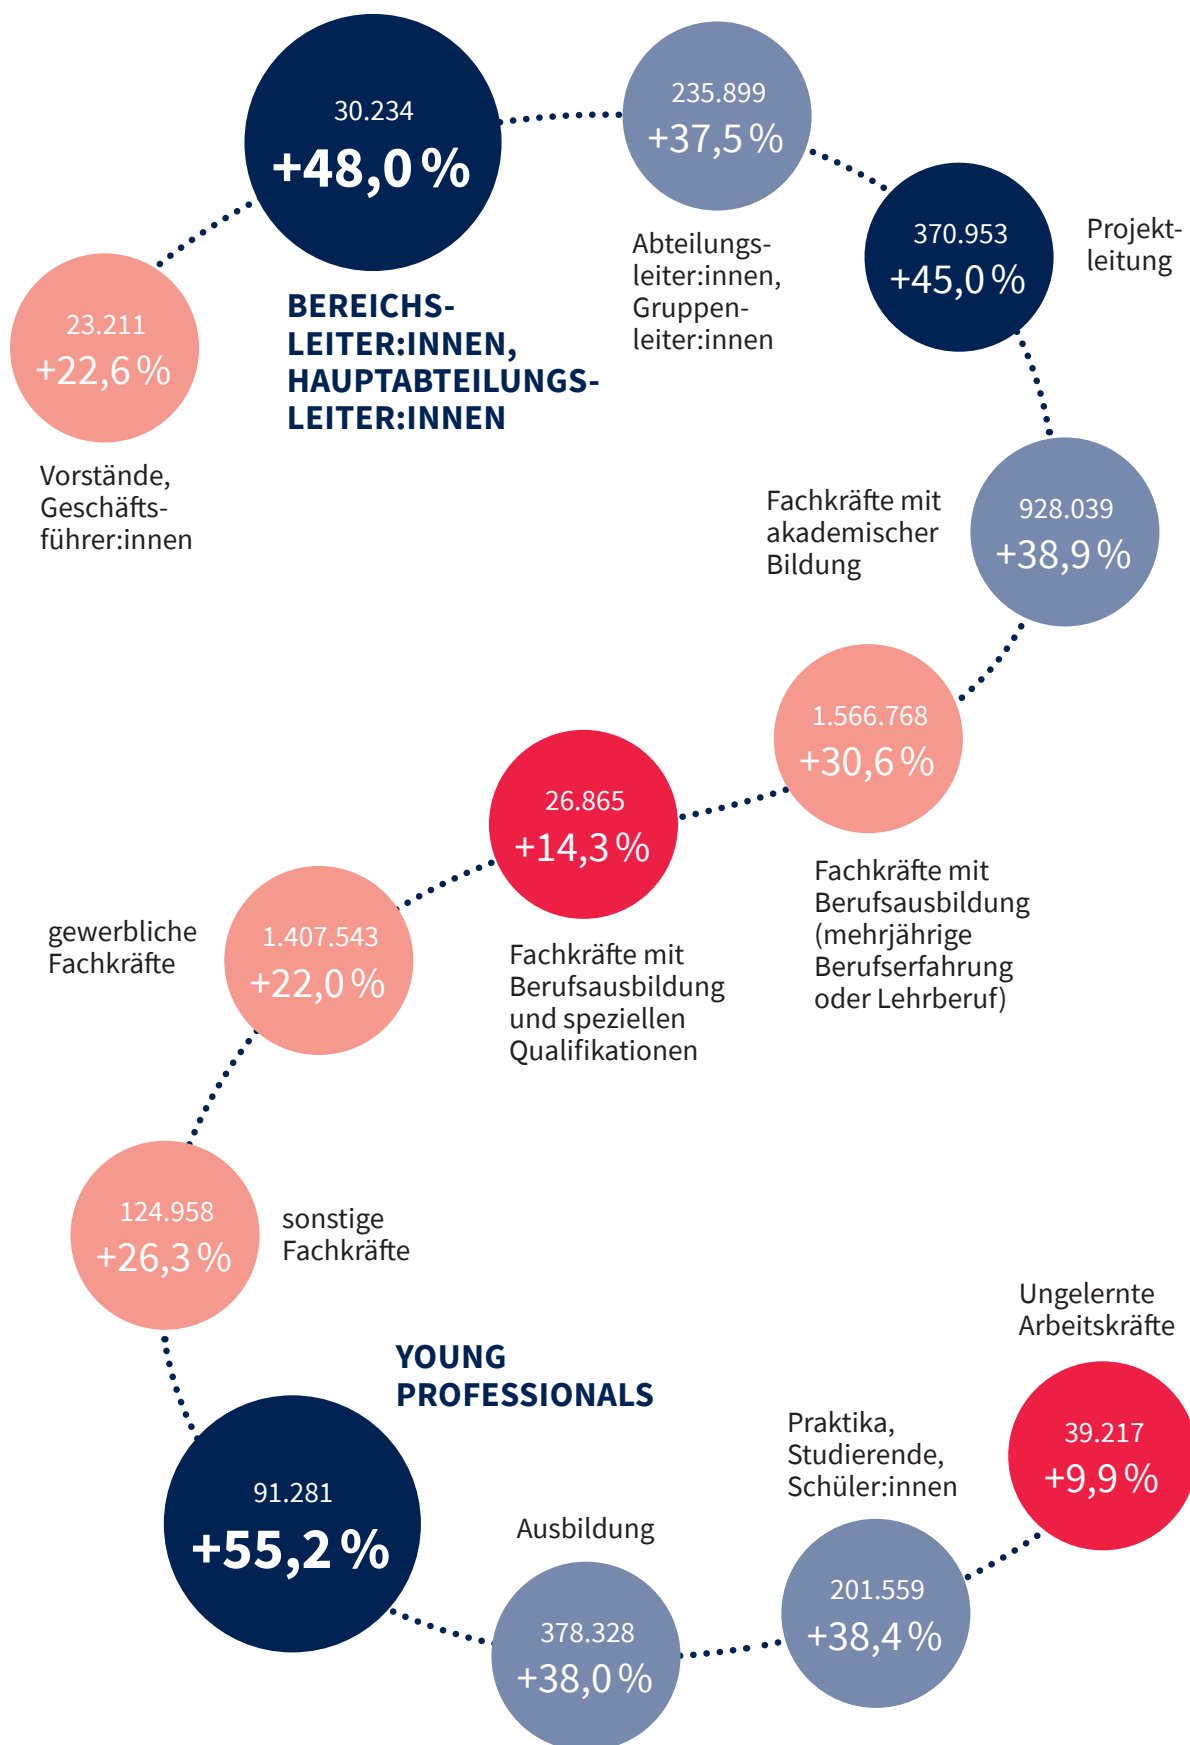 23.211
+22,6 %
Vorstände,
Geschäfts-
führer:innen
30.234
+48,0 %
BEREICHS-
LEITER:INNEN,
HAUPTABTEILUNGS-
LEITER:INNEN
235.899
+37,5 %
Abteilungs-
leiter:innen,
Gruppen-
leiter:innen
370.953
+45,0 %
Projekt-
leitung
Fachkräfte mit
akademischer
Bildung
928.039
+38,9 %
1.566.768
+30,6 %
Fachkräfte mit
Berufsausbildung
(mehrjährige
Berufserfahrung
oder Lehrberuf)
26.865
+14,3 %
Fachkräfte mit
Berufsausbildung
und speziellen
Qualifikationen
gewerbliche
Fachkräfte
1.407.543
+22,0 %
124.958
+26,3 %
sonstige
Fachkräfte
YOUNG
PROFESSIONALS
91.281
+55,2 %
Ausbildung
378.328
+38,0 %
Praktika,
Studierende,
Schüler:innen
201.559
+38,4 %
Ungelernte
Arbeitskräfte
39.217
+9,9 %